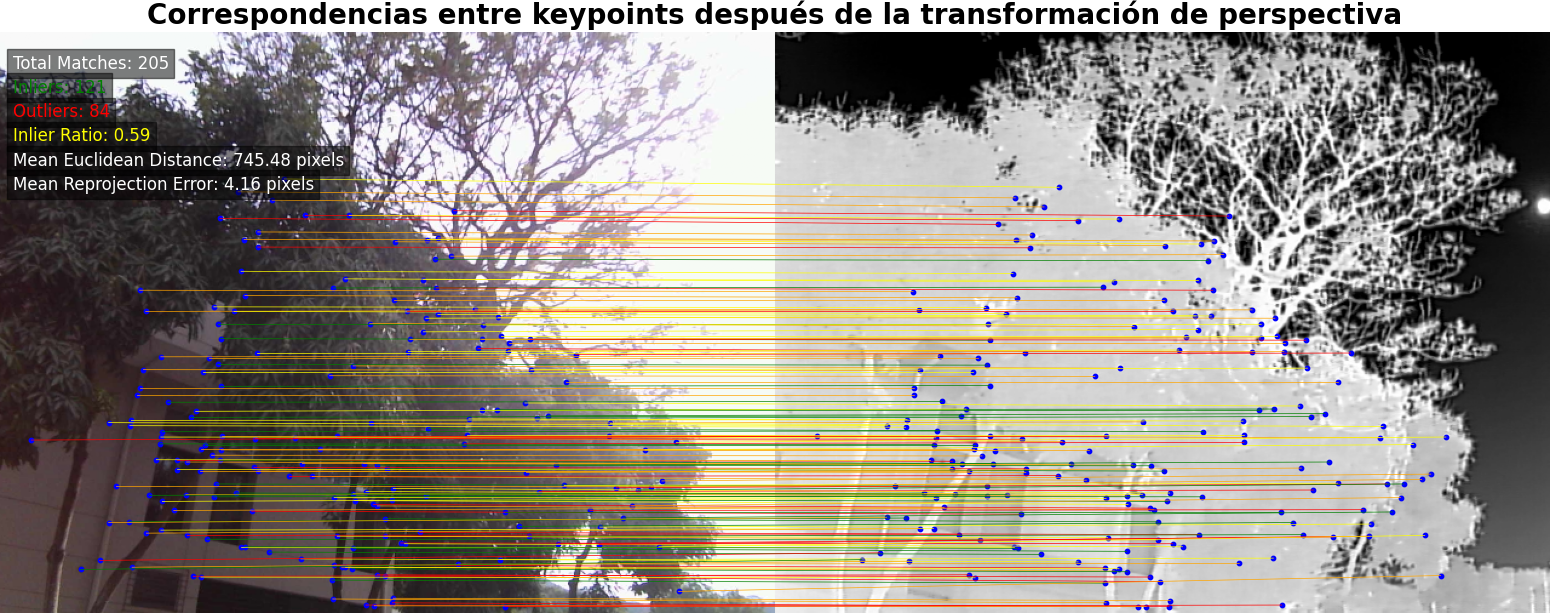 Correspondencias entre keypoints después de la transformación de perspectiva
Total Matches: 205
Inliers: 121
Outliers: 84
Inlier Ratio: 0.59
Mean Euclidean Distance: 745.48 pixels
Mean Reprojection Error: 4.16 pixels